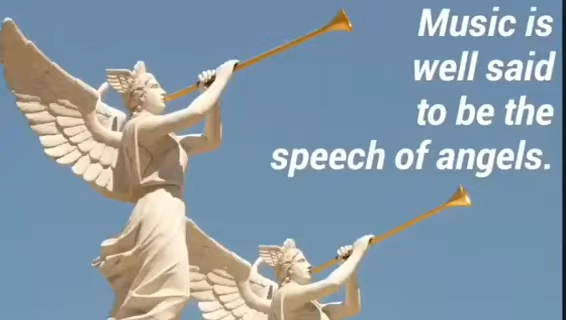 Music is
well said
to be the
speech of angels.